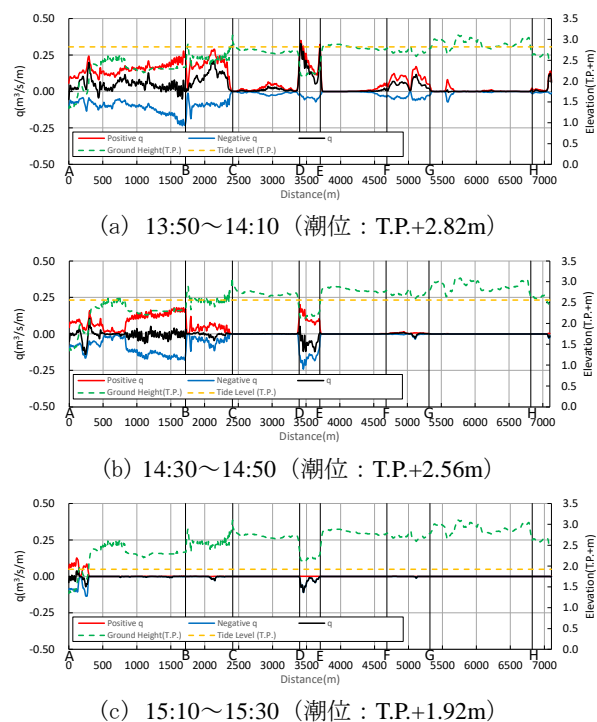 0.50 3.5
0.25 3.0
2.5
0.00 2.0
1.5
-0.25 1.0
0.5
-0.50 0.0
q(m³/s/m)
Elevation(T.P.+m)
Positive q Negative q q
Ground Height(T.P.) Tide Level (T.P.)
A B C D E F G H
0 500 1000 1500 2000 2500 3000 3500 4000 4500 5000 5500 6000 6500 7000
Distance(m)
(a) 13:50～14:10（潮位：T.P.+2.82m）
0.50 3.5
0.25 3.0
2.5
0.00 2.0
1.5
-0.25 1.0
0.5
-0.50 0.0
q(m³/s/m)
Elevation(T.P.+m)
Positive q Negative q q
Ground Height(T.P.) Tide Level (T.P.)
A B C D E F G H
0 500 1000 1500 2000 2500 3000 3500 4000 4500 5000 5500 6000 6500 7000
Distance(m)
(b) 14:30～14:50（潮位：T.P.+2.56m）
0.50 3.5
0.25 3.0
2.5
0.00 2.0
1.5
-0.25 1.0
0.5
-0.50 0.0
q(m³/s/m)
Elevation(T.P.+m)
Positive q Negative q q
Ground Height(T.P.) Tide Level (T.P.)
A B C D E F G H
0 500 1000 1500 2000 2500 3000 3500 4000 4500 5000 5500 6000 6500 7000
Distance(m)
(c) 15:10～15:30（潮位：T.P.+1.92m）